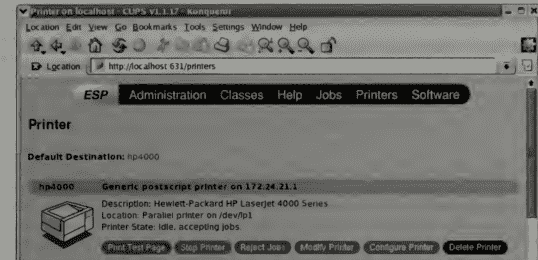 Printer on localhost - CUPS v1.1.17 - Konqueror
Location Edit View Go Bookmarks Tools Settings Window Help
Location: http://localhost:631/printers
ESP Administration Classes Help Jobs Printers Software
Printer
Default Destination: hp4000
hp4000 Generic postscript printer on 172.24.21.1
Description: Hewlett-Packard HP LaserJet 4000 Series
Location: Parallel printer on /dev/lp1
Printer State: idle, accepting jobs.
Print Test Page Stop Printer Reject Jobs Modify Printer Configure Printer Delete Printer